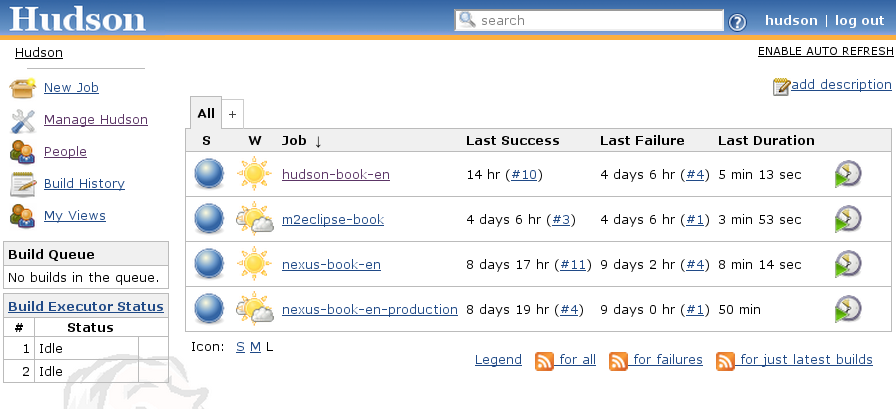 Hudson
search
?
hudson | log out
Hudson
ENABLE AUTO REFRESH
New Job
Manage Hudson
People
Build History
My Views
add description
All +
S W Job ↓ Last Success Last Failure Last Duration
hudson-book-en 14 hr (#10) 4 days 6 hr (#4) 5 min 13 sec
m2eclipse-book 4 days 6 hr (#3) 4 days 6 hr (#1) 3 min 53 sec
nexus-book-en 8 days 17 hr (#11) 9 days 2 hr (#4) 8 min 14 sec
nexus-book-en-production 8 days 19 hr (#4) 9 days 0 hr (#1) 50 min
Icon: S M L
Legend for all for failures for just latest builds
Build Queue
No builds in the queue.
Build Executor Status
# Status
1 Idle
2 Idle